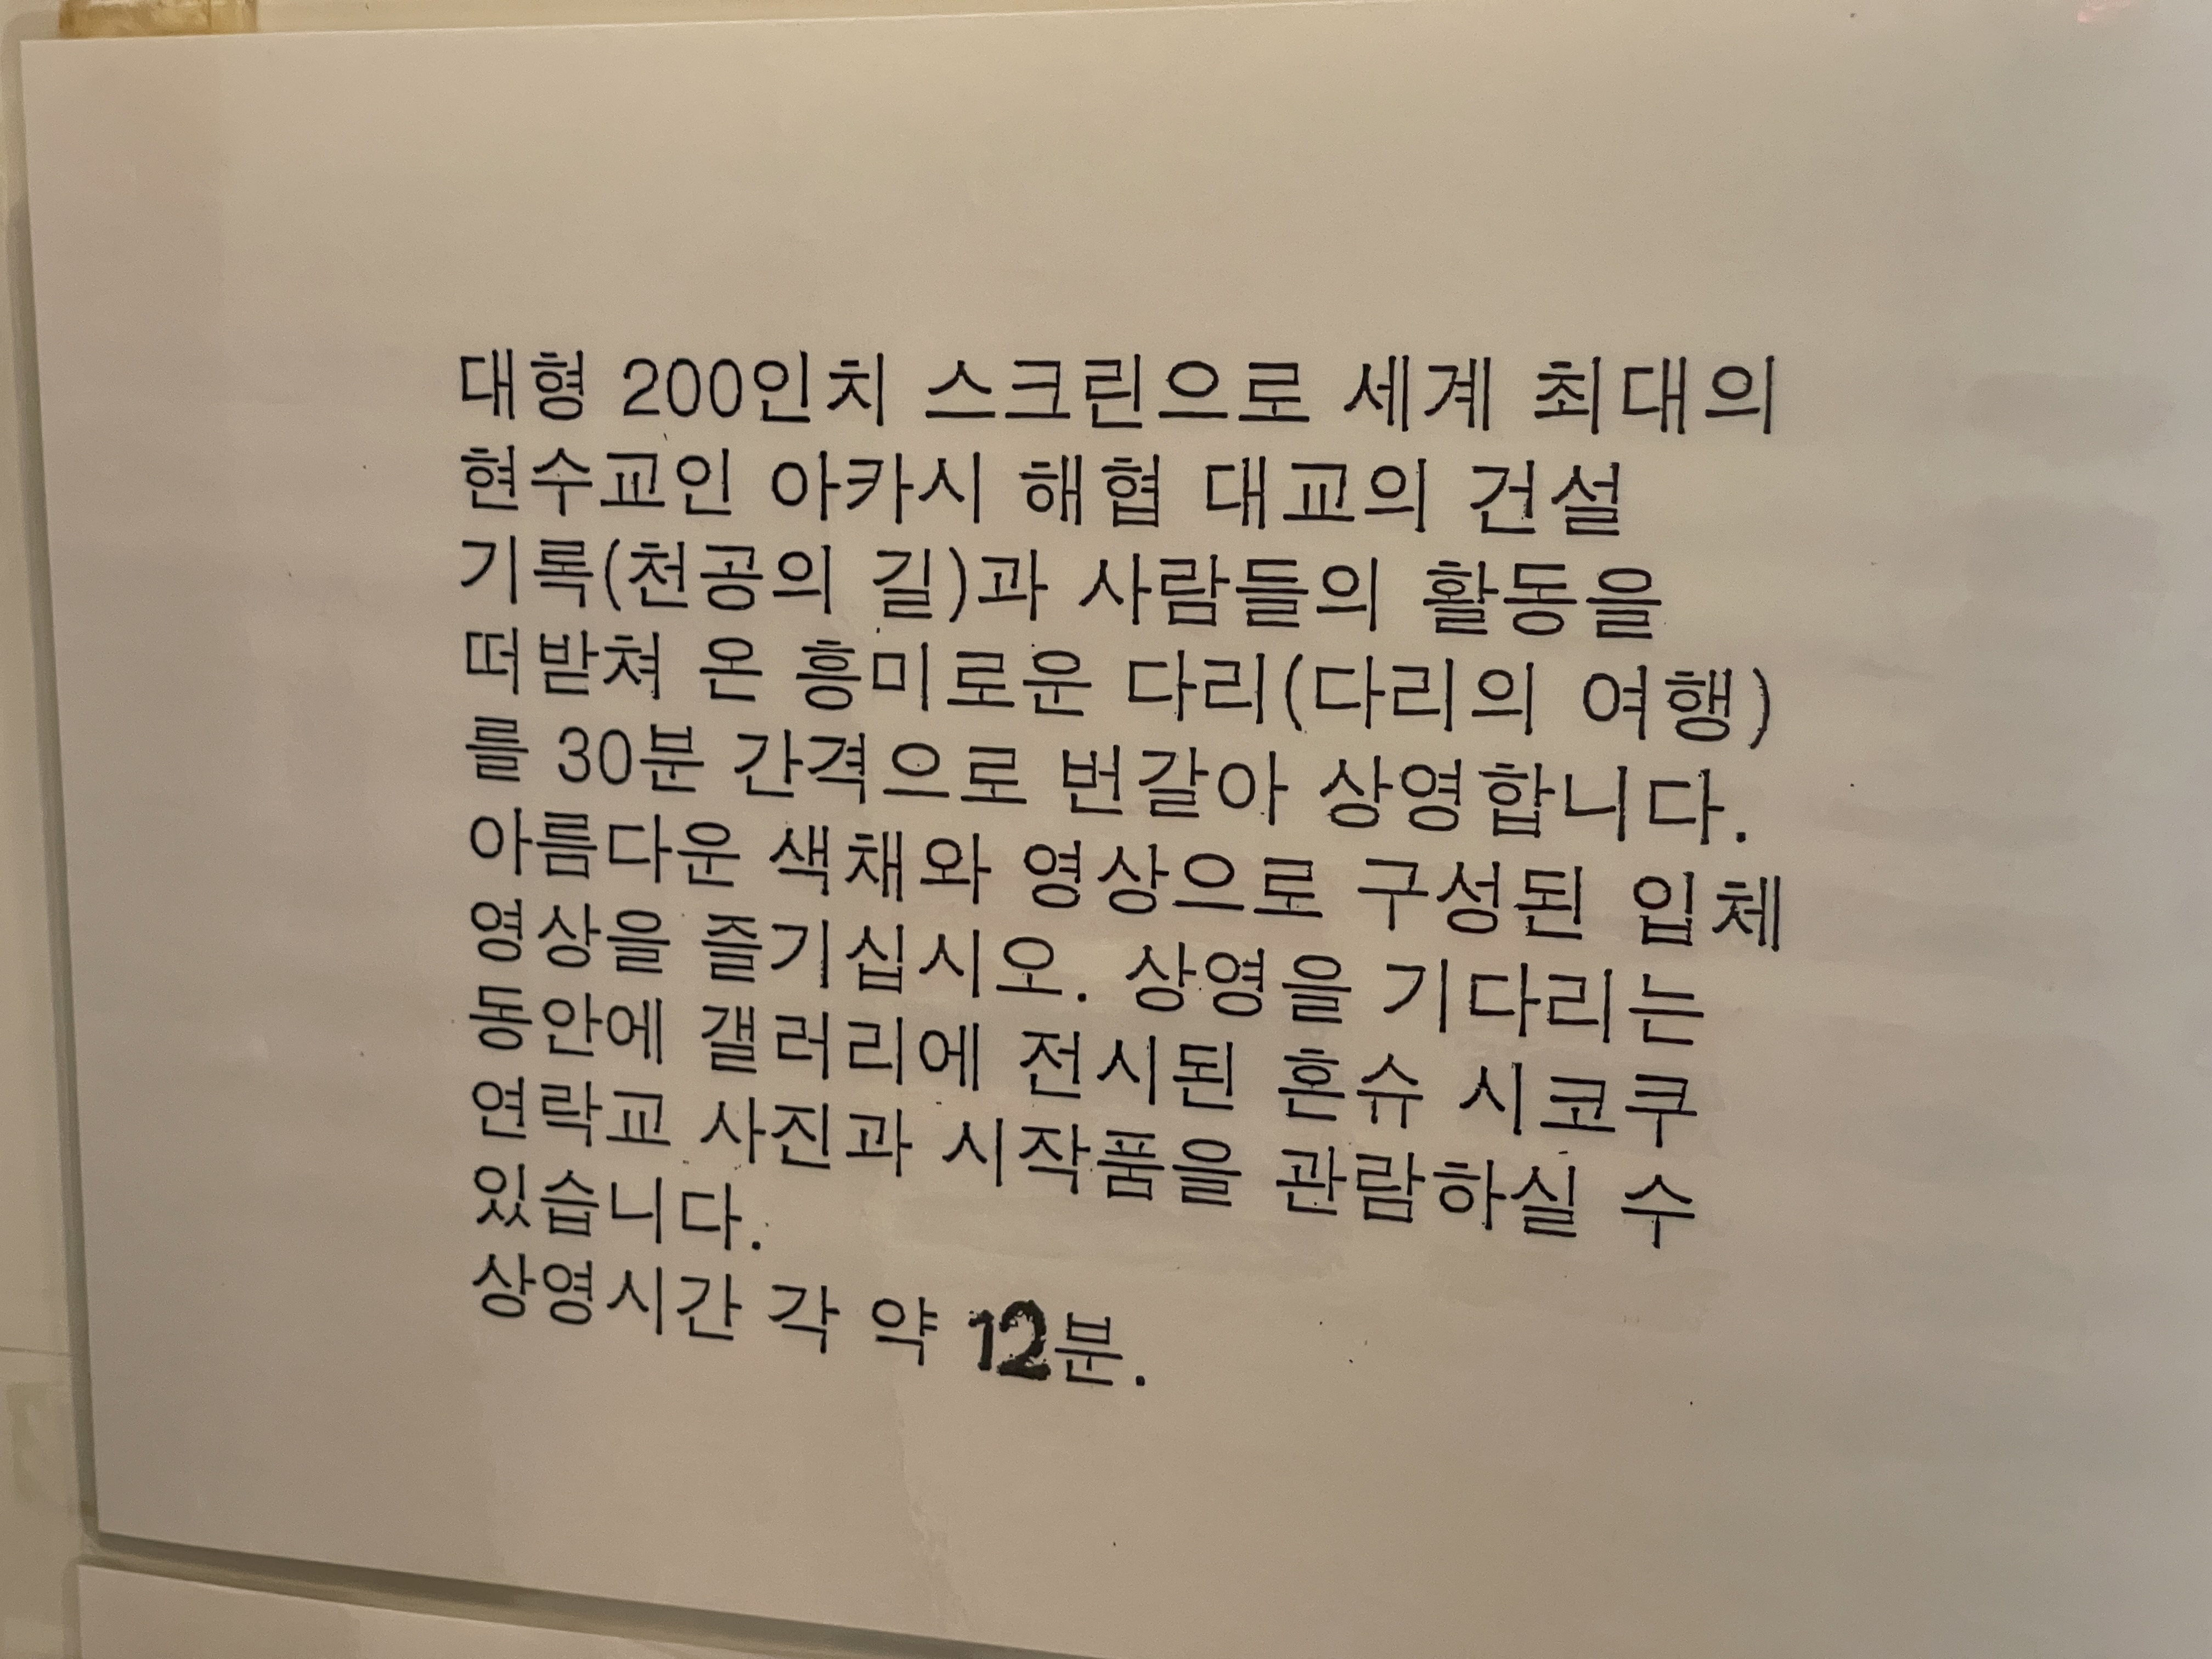 대형 200인치 스크린으로 세계 최대의
현수교인 아카시 해협 대교의 건설
기록(천공의 길)과 사람들의 활동을
떠받쳐 온 흥미로운 다리(다리의 여행)
를 30분 간격으로 번갈아 상영합니다.
아름다운 색채와 영상으로 구성된 입체
영상을 즐기십시오. 상영을 기다리는
동안에 갤러리에 전시된 혼슈 시코쿠
연락교 사진과 시작품을 관람하실 수
있습니다.
상영시간 각 약 12분.